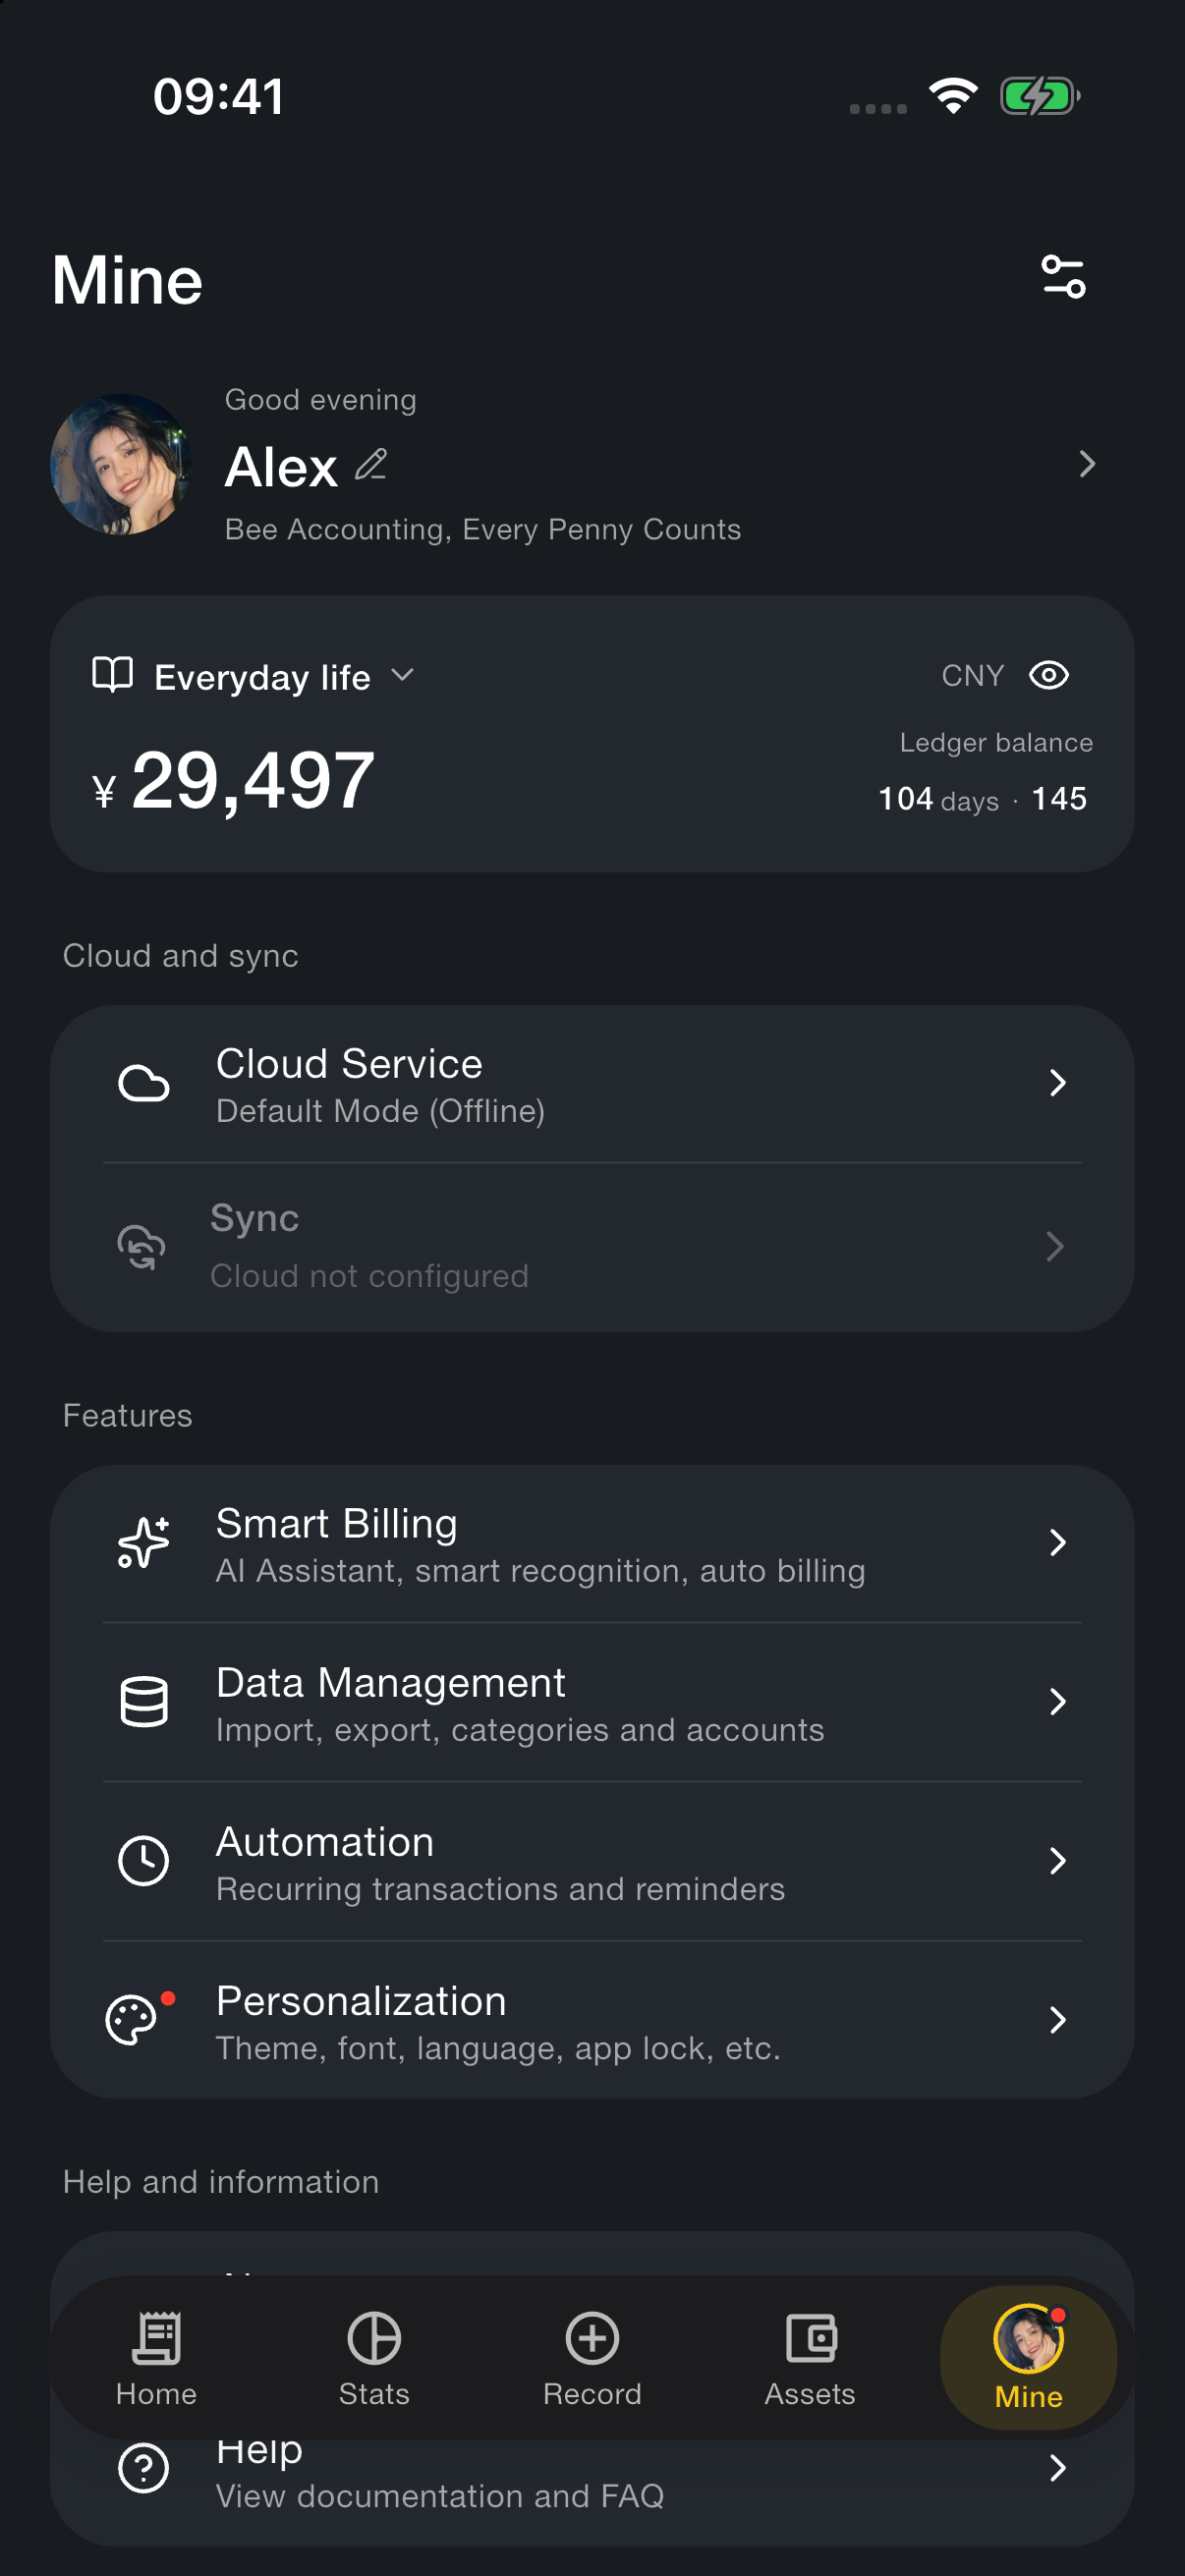 09:41
Mine
Good evening
Alex
Bee Accounting, Every Penny Counts
Everyday life
CNY
Ledger balance
¥ 29,497
104 days · 145
Cloud and sync
Cloud Service
Default Mode (Offline)
Sync
Cloud not configured
Features
Smart Billing
AI Assistant, smart recognition, auto billing
Data Management
Import, export, categories and accounts
Automation
Recurring transactions and reminders
Personalization
Theme, font, language, app lock, etc.
Help and information
Home
Stats
Record
Assets
Mine
Help
View documentation and FAQ